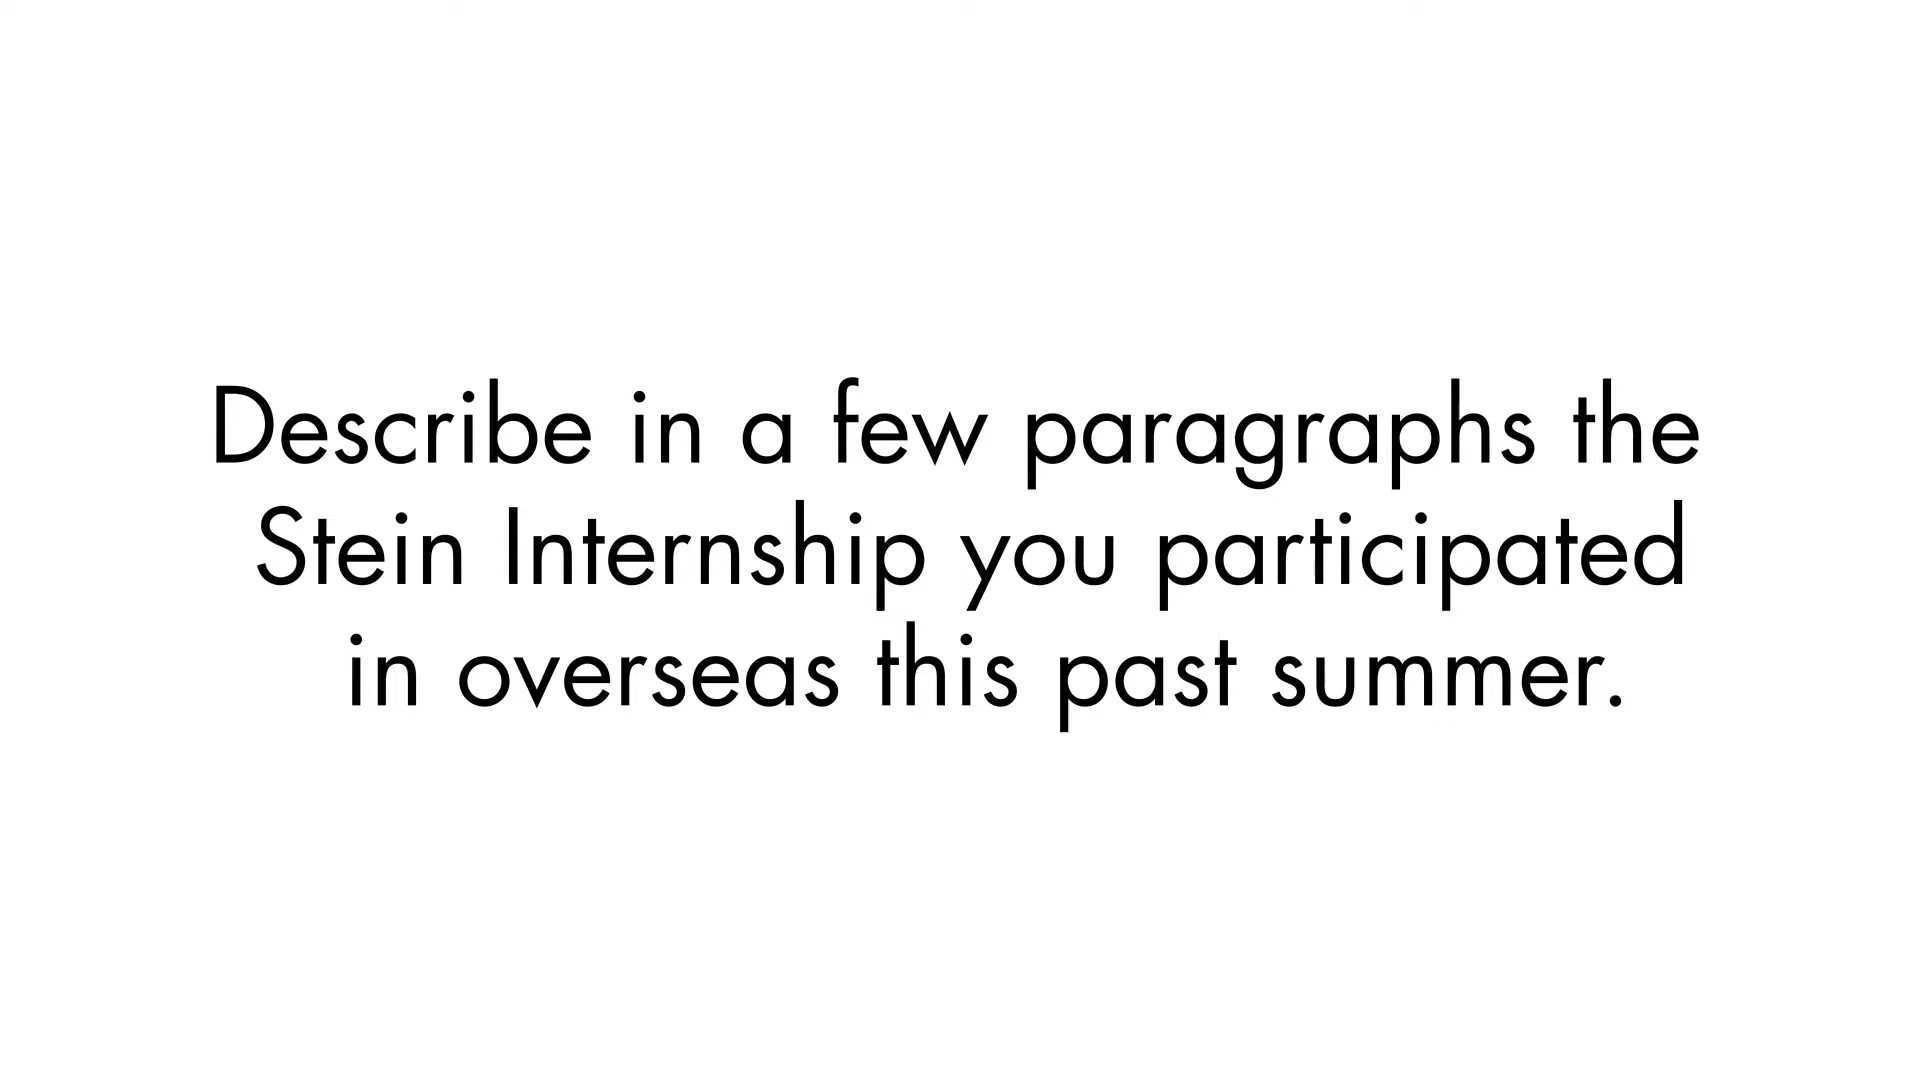 Describe in a few paragraphs the
Stein Internship you participated
in overseas this past summer.